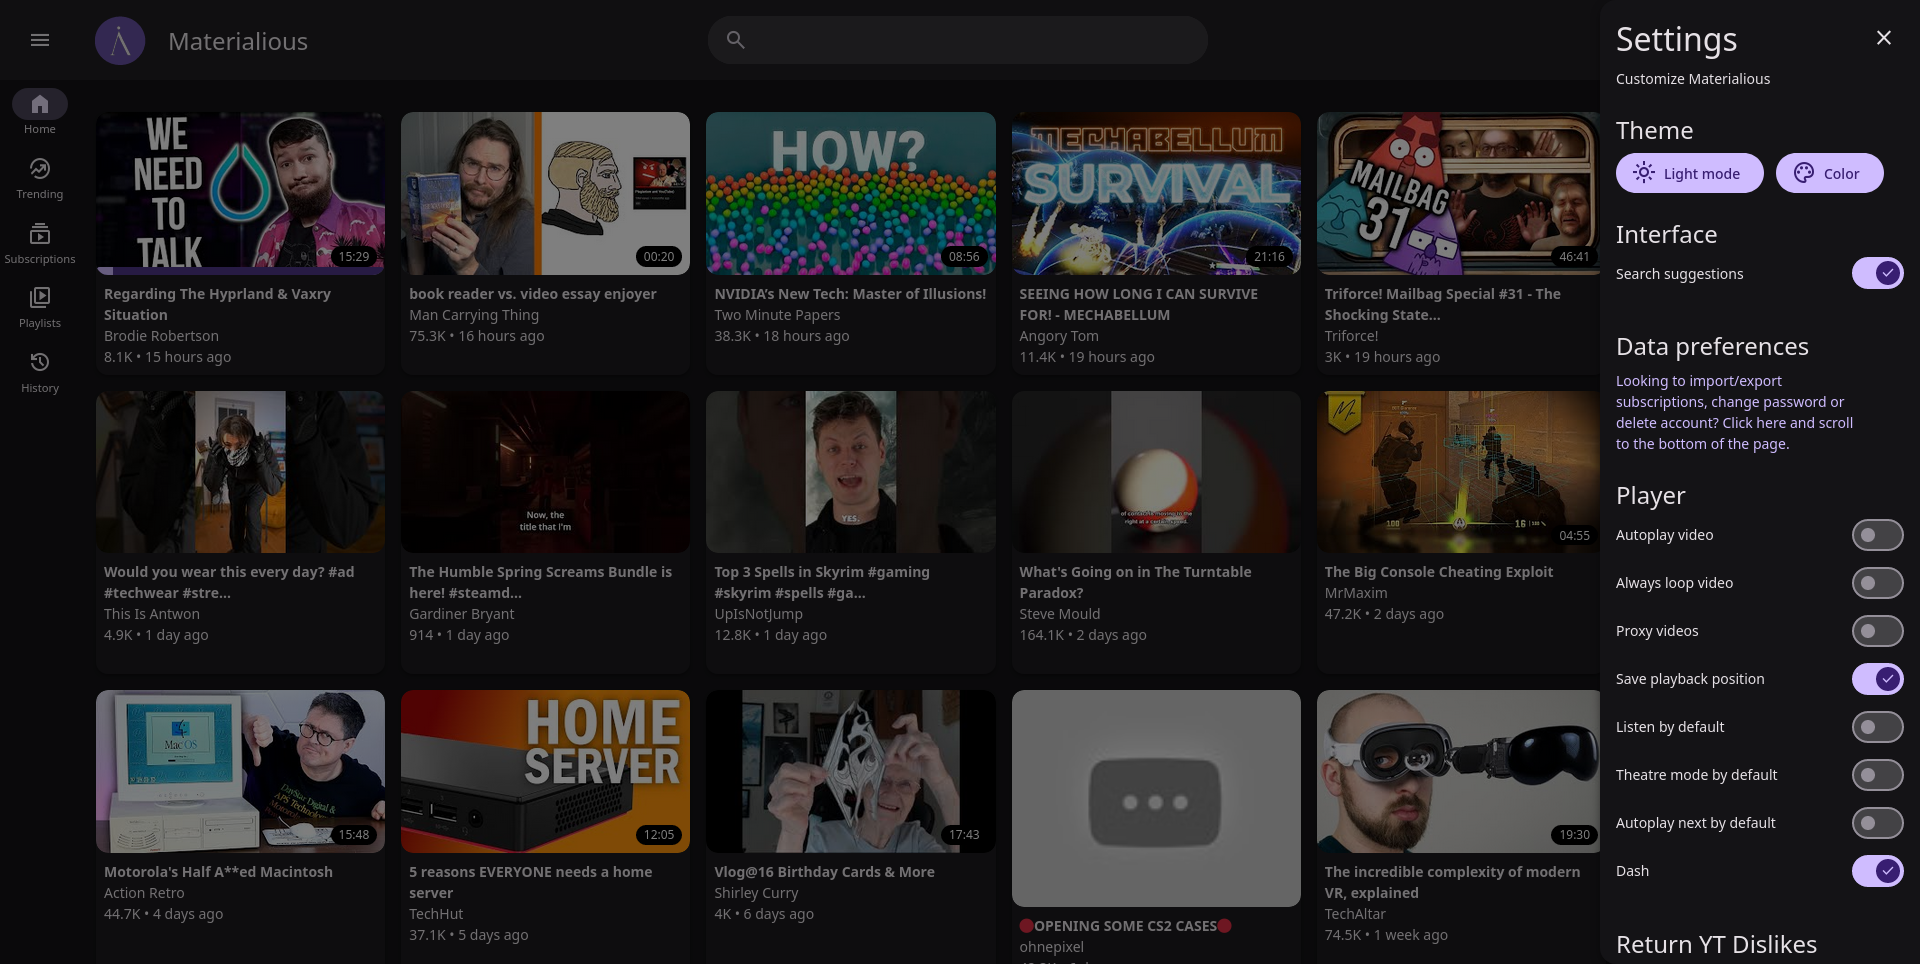 Materialious
Home
Trending
Subscriptions
Playlists
History
WE
NEED
TO
TALK
15:29
Regarding The Hyprland & Vaxry
Situation
Brodie Robertson
8.1K • 15 hours ago
00:20
book reader vs. video essay enjoyer
Man Carrying Thing
75.3K • 16 hours ago
HOW?
08:56
NVIDIA's New Tech: Master of Illusions!
Two Minute Papers
38.3K • 18 hours ago
MECHABELLUM
SURVIVAL
21:16
SEEING HOW LONG I CAN SURVIVE
FOR! - MECHABELLUM
Angory Tom
11.4K • 19 hours ago
MAILBAG
31
46:41
Triforce! Mailbag Special #31 - The
Shocking State...
Triforce!
3K • 19 hours ago
Would you wear this every day? #ad
#techwear #stre...
This Is Antwon
4.9K • 1 day ago
Now, the
title that I'm
The Humble Spring Screams Bundle is
here! #steamd...
Gardiner Bryant
914 • 1 day ago
YES.
Top 3 Spells in Skyrim #gaming
#skyrim #spells #ga...
UpIsNotJump
12.8K • 1 day ago
of contact is moving to the
right at a certain speed.
What's Going on in The Turntable
Paradox?
Steve Mould
164.1K • 2 days ago
100
16
04:55
The Big Console Cheating Exploit
MrMaxim
47.2K • 2 days ago
Mac OS
15:48
Motorola's Half A**ed Macintosh
Action Retro
44.7K • 4 days ago
HOME
SERVER
12:05
5 reasons EVERYONE needs a home
server
TechHut
37.1K • 5 days ago
17:43
Vlog@16 Birthday Cards & More
Shirley Curry
4K • 6 days ago
🔴OPENING SOME CS2 CASES🔴
ohnepixel
19:30
The incredible complexity of modern
VR, explained
TechAltar
74.5K • 1 week ago
Settings
Customize Materialious
Theme
Light mode
Color
Interface
Search suggestions
Data preferences
Looking to import/export
subscriptions, change password or
delete account? Click here and scroll
to the bottom of the page.
Player
Autoplay video
Always loop video
Proxy videos
Save playback position
Listen by default
Theatre mode by default
Autoplay next by default
Dash
Return YT Dislikes